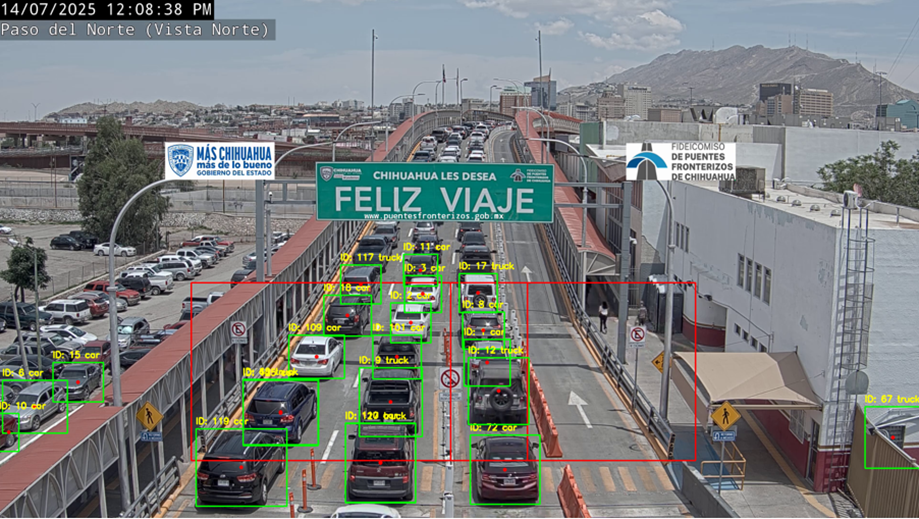 14/07/2025 12:08:38 PM
Paso del Norte (Vista Norte)
MÁS CHIHUAHUA
más de lo bueno
GOBIERNO DEL ESTADO
CHIHUAHUA LES DESEA
FELIZ VIAJE
www.puentesfronterizos.gob.mx
FIDEICOMISO
DE PUENTES
FRONTERIZOS
DE CHIHUAHUA
ID: 11 car
ID: 117 truck
ID: 3 car
ID: 17 truck
ID: 18 car
ID: 8 car
ID: 109 car
ID: 101 car
ID: 12 truck
ID: 9 truck
ID: 15 car
ID: 6 car
ID: 10 car
ID: 119 car
ID: 72 car
ID: 67 truck